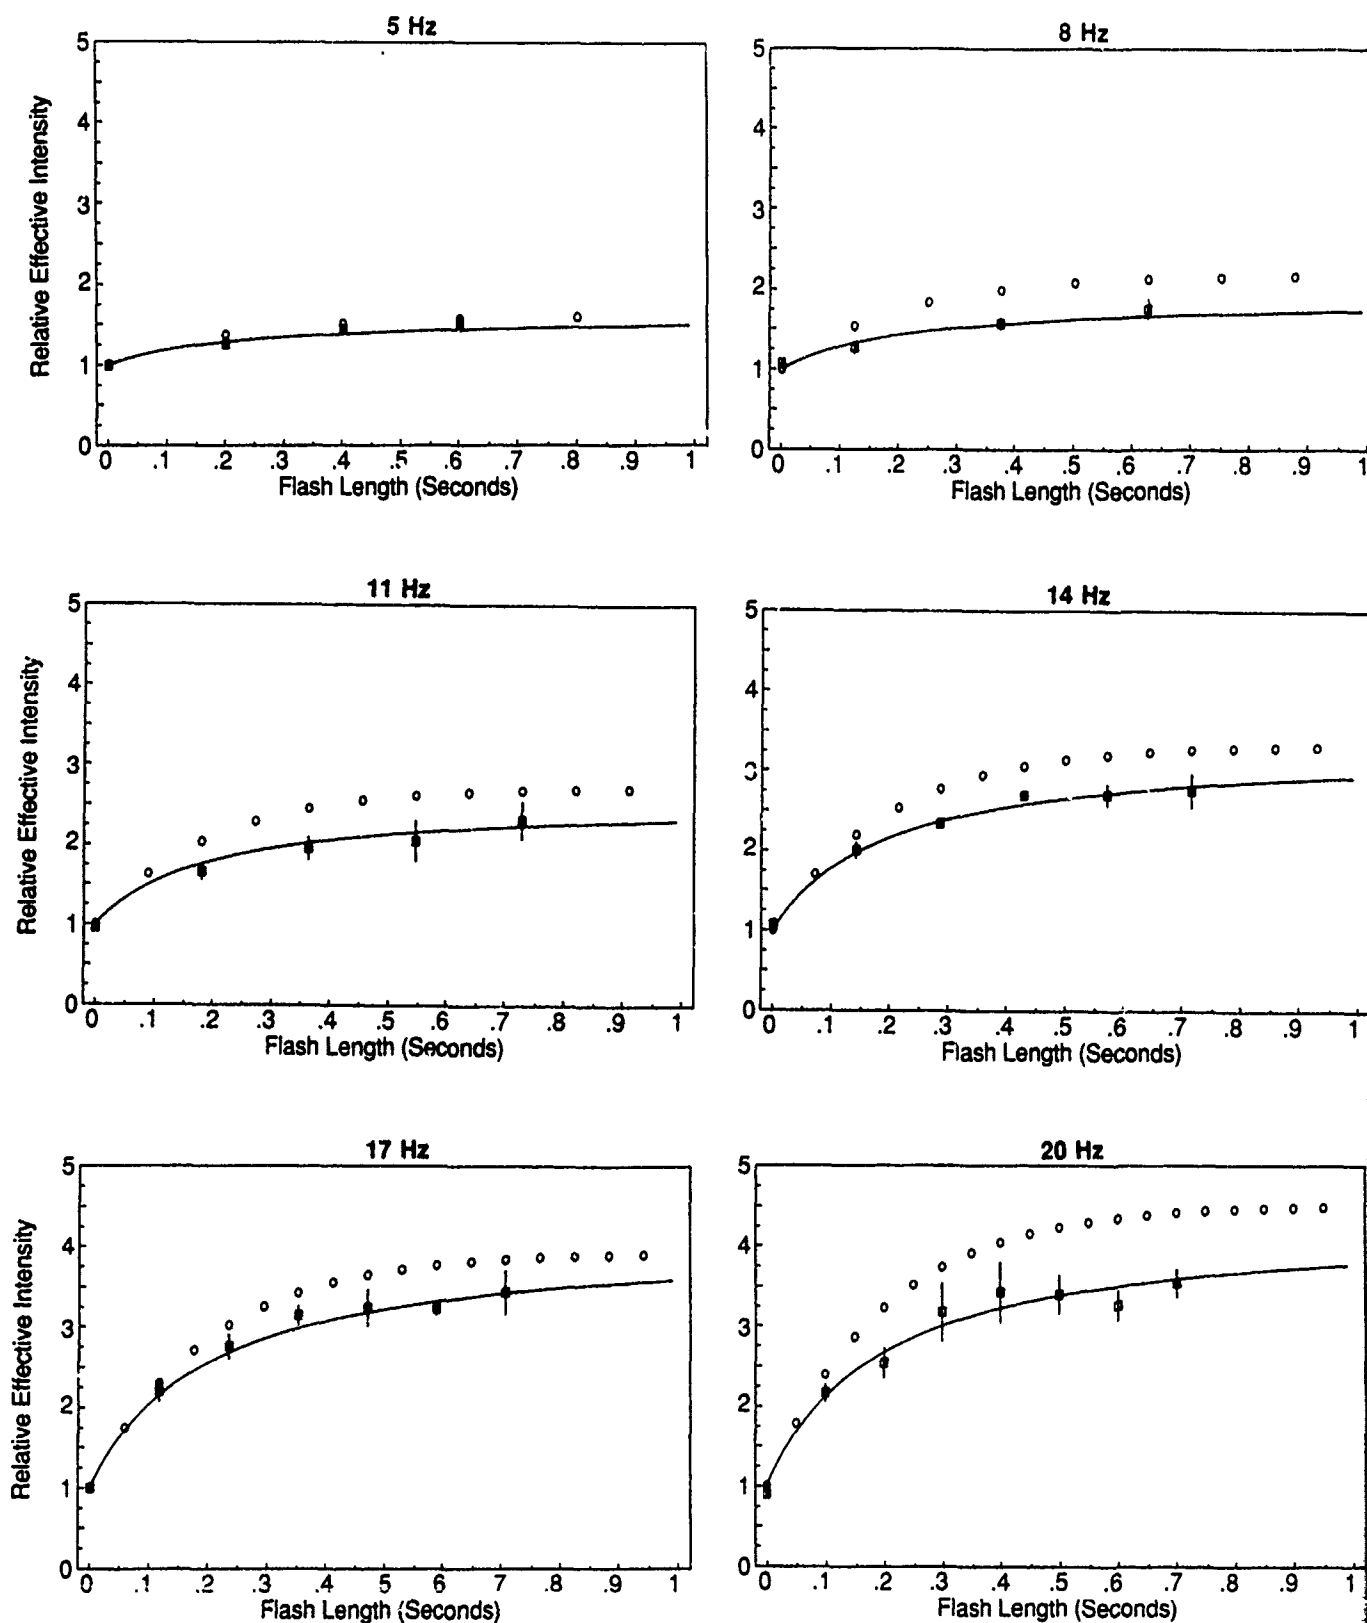 5 Hz
5
4
3
2
1
0
Relative Effective Intensity
0 .1 .2 .3 .4 .5 .6 .7 .8 .9 1
Flash Length (Seconds)
8 Hz
5
4
3
2
1
0
0 .1 .2 .3 .4 .5 .6 .7 .8 .9 1
Flash Length (Seconds)
11 Hz
5
4
3
2
1
0
Relative Effective Intensity
0 .1 .2 .3 .4 .5 .6 .7 .8 .9 1
Flash Length (Seconds)
14 Hz
5
4
3
2
1
0
0 .1 .2 .3 .4 .5 .6 .7 .8 .9 1
Flash Length (Seconds)
17 Hz
5
4
3
2
1
0
Relative Effective Intensity
0 .1 .2 .3 .4 .5 .6 .7 .8 .9 1
Flash Length (Seconds)
20 Hz
5
4
3
2
1
0
0 .1 .2 .3 .4 .5 .6 .7 .8 .9 1
Flash Length (Seconds)